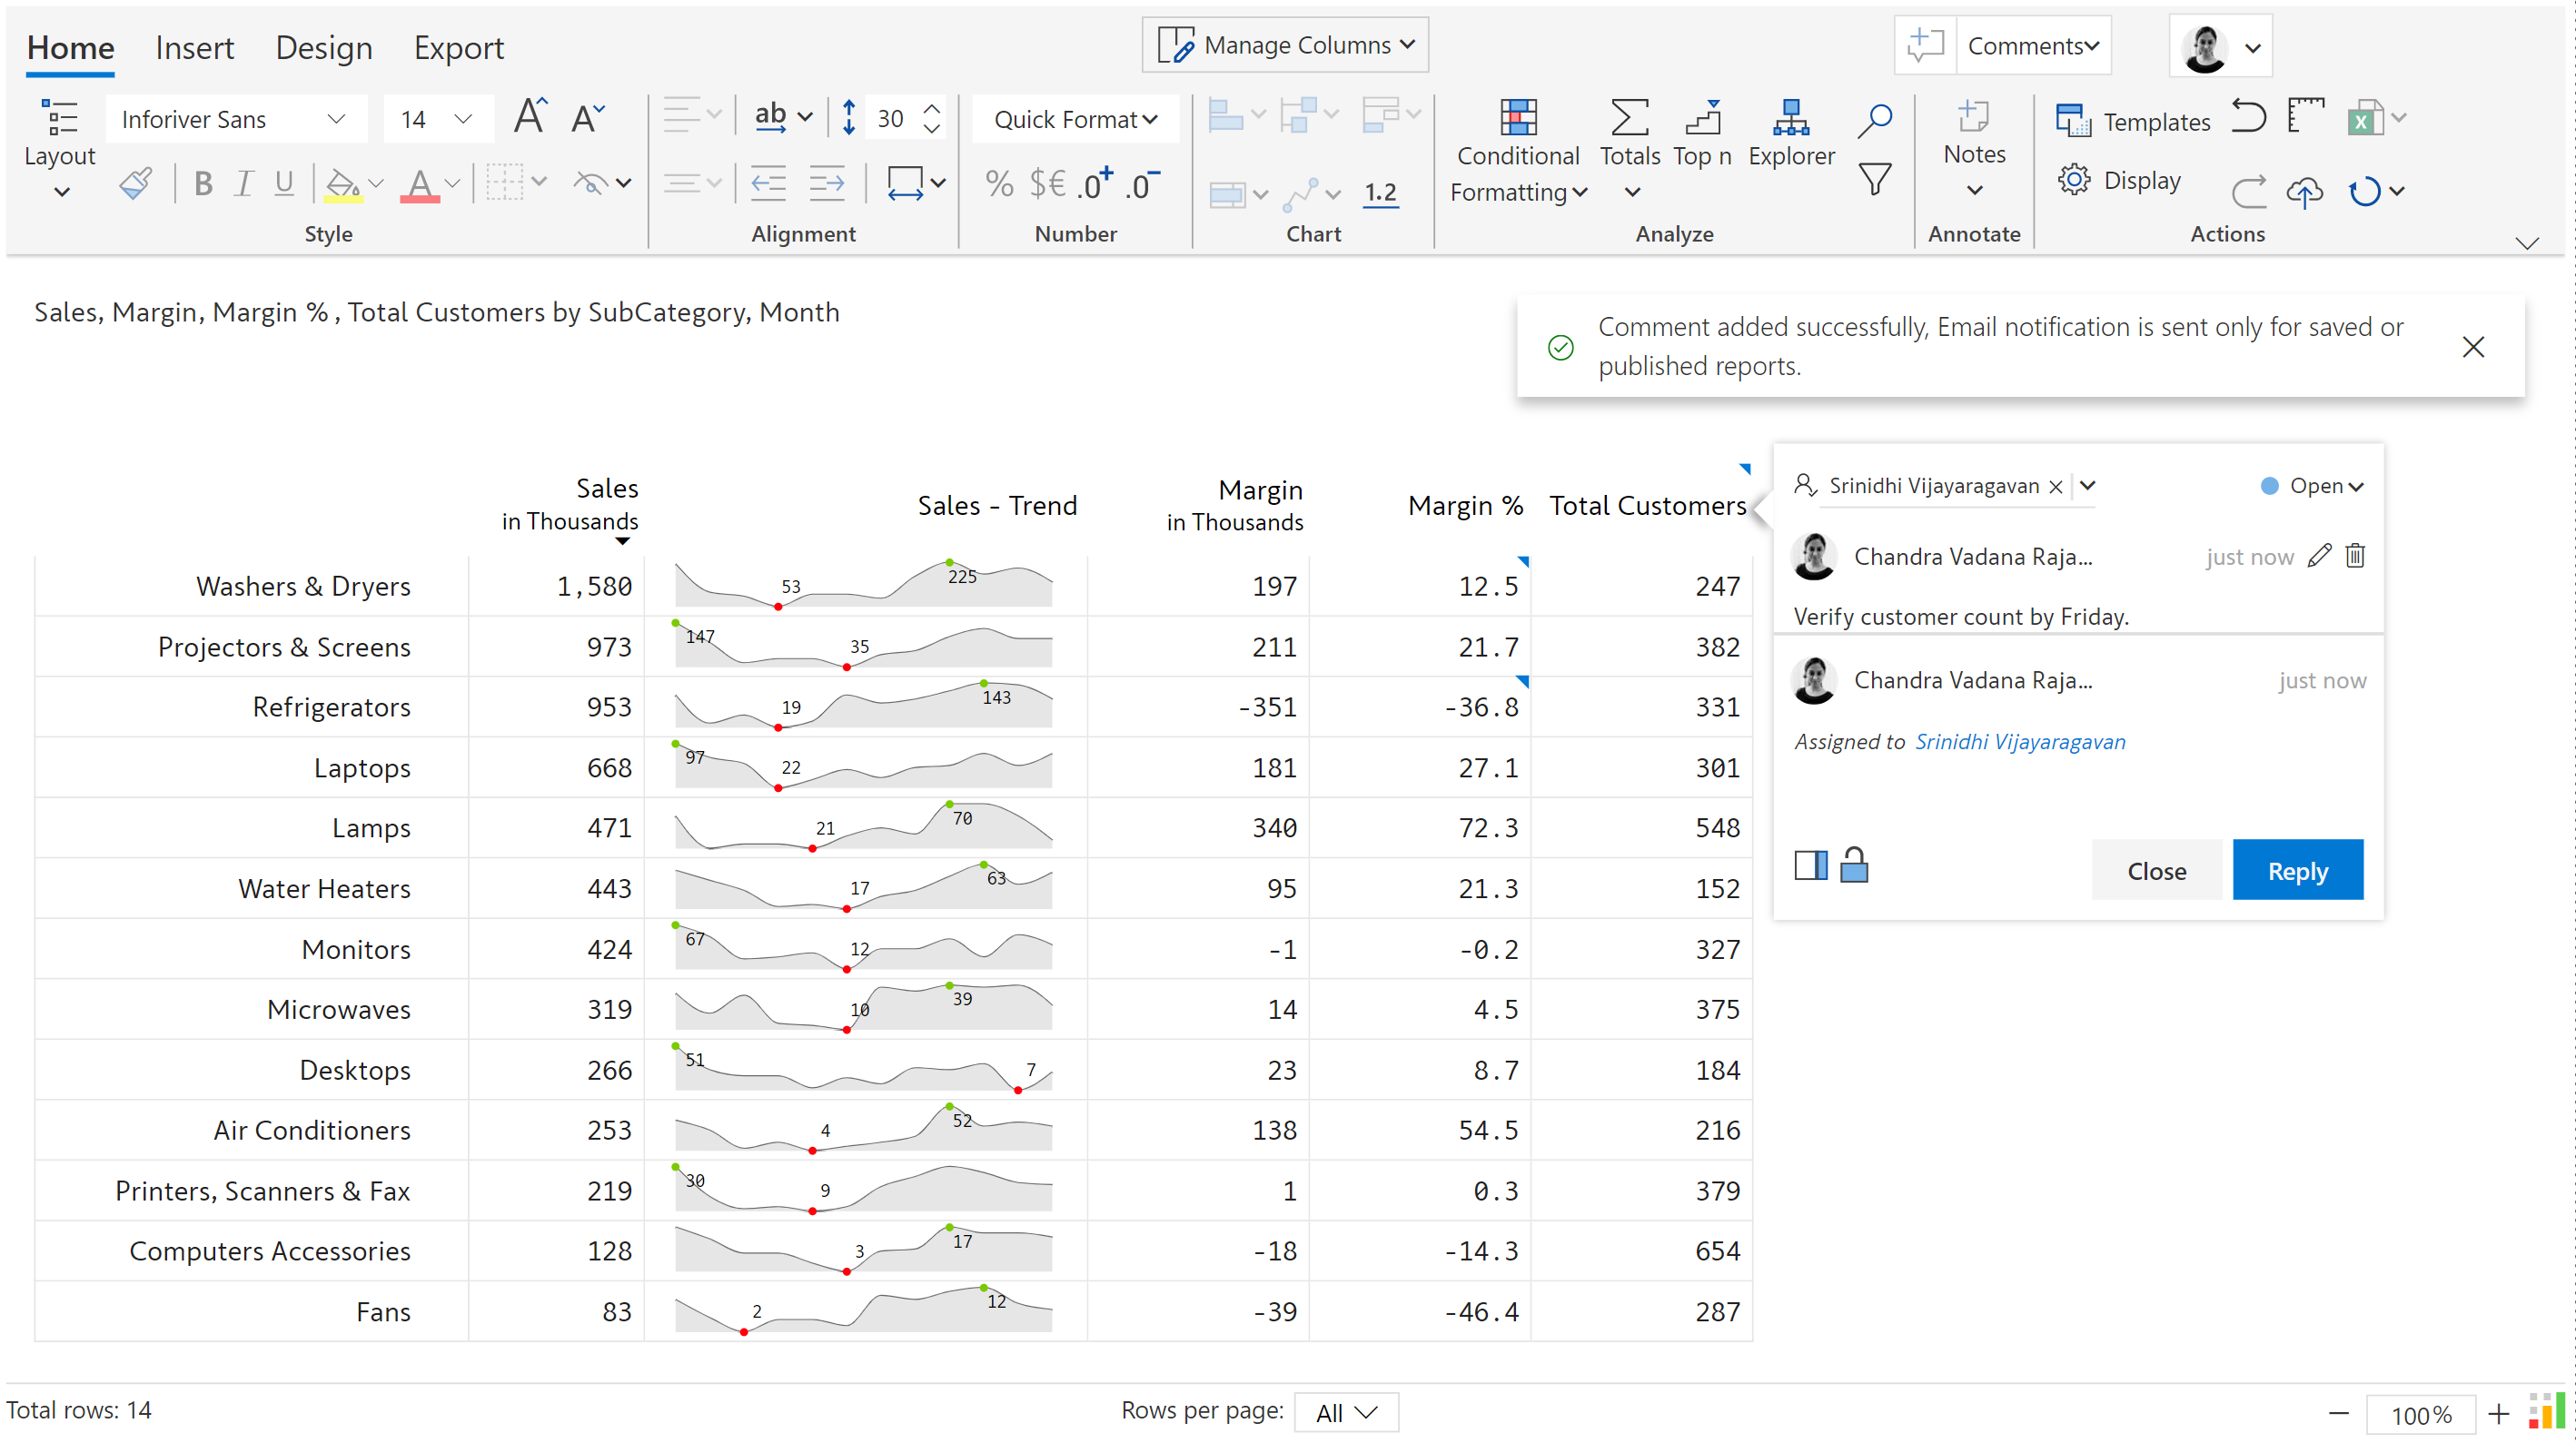 Home Insert Design Export Manage Columns Comments
Inforiver Sans 14 ab 30 Quick Format
Layout Conditional Formatting Totals Top n Explorer Notes Templates
B I U A % $€ .0+ .0- 1.2 Display
Style Alignment Number Chart Analyze Annotate Actions
Sales, Margin, Margin % , Total Customers by SubCategory, Month
Comment added successfully, Email notification is sent only for saved or
published reports.
Sales in Thousands Sales - Trend Margin in Thousands Margin % Total Customers
Washers & Dryers 1,580 53 225 197 12.5 247
Projectors & Screens 973 147 35 211 21.7 382
Refrigerators 953 19 143 -351 -36.8 331
Laptops 668 97 22 181 27.1 301
Lamps 471 21 70 340 72.3 548
Water Heaters 443 17 63 95 21.3 152
Monitors 424 67 12 -1 -0.2 327
Microwaves 319 10 39 14 4.5 375
Desktops 266 51 7 23 8.7 184
Air Conditioners 253 4 52 138 54.5 216
Printers, Scanners & Fax 219 30 9 1 0.3 379
Computers Accessories 128 3 17 -18 -14.3 654
Fans 83 2 12 -39 -46.4 287
Srinidhi Vijayaragavan Open
Chandra Vadana Raja... just now
Verify customer count by Friday.
Chandra Vadana Raja... just now
Assigned to Srinidhi Vijayaragavan
Close Reply
Total rows: 14 Rows per page: All 100%